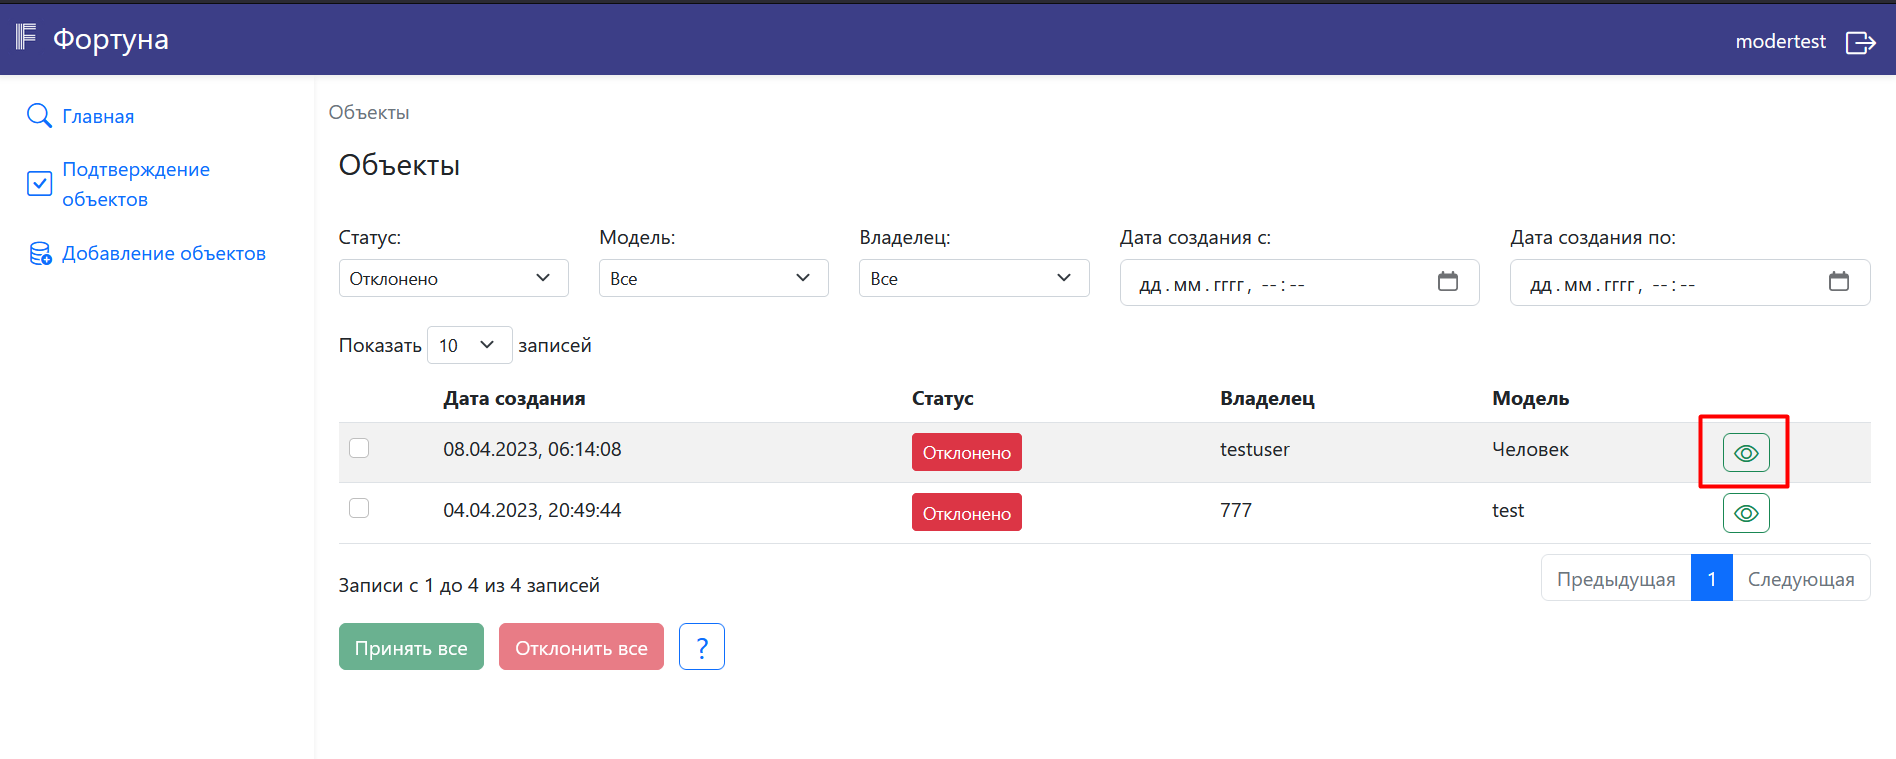 F Фортуна
modertest
Главная
Подтверждение
объектов
Добавление объектов
Объекты
Объекты
Статус: Модель: Владелец: Дата создания с: Дата создания по:
Отклонено Все Все дд.мм.гггг, --:-- дд.мм.гггг, --:--
Показать 10 записей
Дата создания Статус Владелец Модель
08.04.2023, 06:14:08 Отклонено testuser Человек
04.04.2023, 20:49:44 Отклонено 777 test
Записи с 1 до 4 из 4 записей
Предыдущая 1 Следующая
Принять все Отклонить все ?